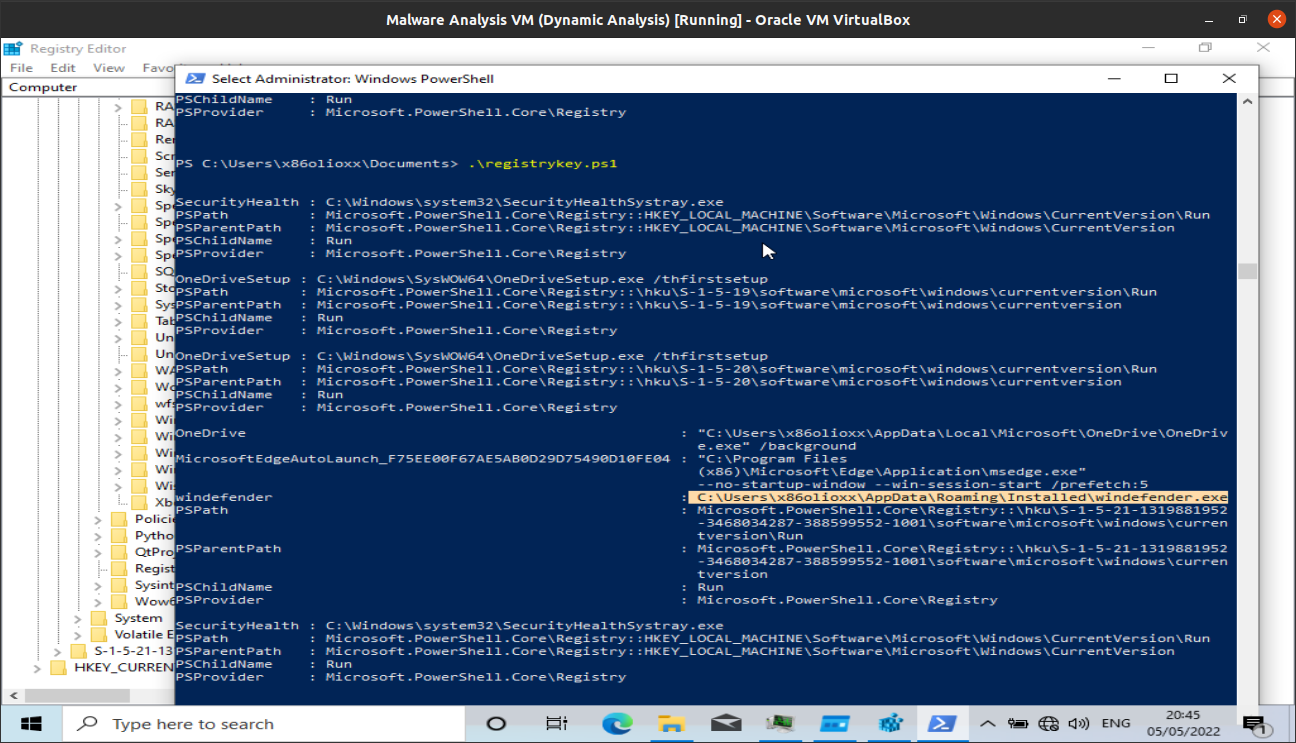 Malware Analysis VM (Dynamic Analysis) [Running] - Oracle VM VirtualBox
Registry Editor
File Edit View Favo
Computer
RA
RA
Rer
Scr
Ser
Sky
Spe
Spe
Spe
Spe
SQ
Sto
Sys
Tab
Un
Un
WA
wfs
Wi
Wi
Wi
Wi
Wis
Xb
Policie
Pytho
QtProj
Regist
Sysint
Wow6
System
Volatile E
S-1-5-21-13
HKEY_CURREN
Select Administrator: Windows PowerShell
PSChildName : Run
PSProvider : Microsoft.PowerShell.Core\Registry
PS C:\Users\x86olioxx\Documents> .\registrykey.ps1
SecurityHealth : C:\Windows\system32\SecurityHealthSystray.exe
PSPath : Microsoft.PowerShell.Core\Registry::HKEY_LOCAL_MACHINE\Software\Microsoft\Windows\CurrentVersion\Run
PSParentPath : Microsoft.PowerShell.Core\Registry::HKEY_LOCAL_MACHINE\Software\Microsoft\Windows\CurrentVersion
PSChildName : Run
PSProvider : Microsoft.PowerShell.Core\Registry
OneDriveSetup : C:\Windows\SysWOW64\OneDriveSetup.exe /thfirstsetup
PSPath : Microsoft.PowerShell.Core\Registry::\hku\S-1-5-19\software\microsoft\windows\currentversion\Run
PSParentPath : Microsoft.PowerShell.Core\Registry::\hku\S-1-5-19\software\microsoft\windows\currentversion
PSChildName : Run
PSProvider : Microsoft.PowerShell.Core\Registry
OneDriveSetup : C:\Windows\SysWOW64\OneDriveSetup.exe /thfirstsetup
PSPath : Microsoft.PowerShell.Core\Registry::\hku\S-1-5-20\software\microsoft\windows\currentversion\Run
PSParentPath : Microsoft.PowerShell.Core\Registry::\hku\S-1-5-20\software\microsoft\windows\currentversion
PSChildName : Run
PSProvider : Microsoft.PowerShell.Core\Registry
OneDrive : "C:\Users\x86olioxx\AppData\Local\Microsoft\OneDrive\OneDriv
e.exe" /background
MicrosoftEdgeAutoLaunch_F75EE00F67AE5AB0D29D75490D10FE04 : "C:\Program Files
(x86)\Microsoft\Edge\Application\msedge.exe"
--no-startup-window --win-session-start /prefetch:5
windefender : C:\Users\x86olioxx\AppData\Roaming\Installed\windefender.exe
PSPath : Microsoft.PowerShell.Core\Registry::\hku\S-1-5-21-1319881952
-3468034287-388599552-1001\software\microsoft\windows\curren
tversion\Run
PSParentPath : Microsoft.PowerShell.Core\Registry::\hku\S-1-5-21-1319881952
-3468034287-388599552-1001\software\microsoft\windows\curren
tversion
PSChildName : Run
PSProvider : Microsoft.PowerShell.Core\Registry
SecurityHealth : C:\Windows\system32\SecurityHealthSystray.exe
PSPath : Microsoft.PowerShell.Core\Registry::HKEY_LOCAL_MACHINE\Software\Microsoft\Windows\CurrentVersion\Run
PSParentPath : Microsoft.PowerShell.Core\Registry::HKEY_LOCAL_MACHINE\Software\Microsoft\Windows\CurrentVersion
PSChildName : Run
PSProvider : Microsoft.PowerShell.Core\Registry
Type here to search
ENG
20:45
05/05/2022
1